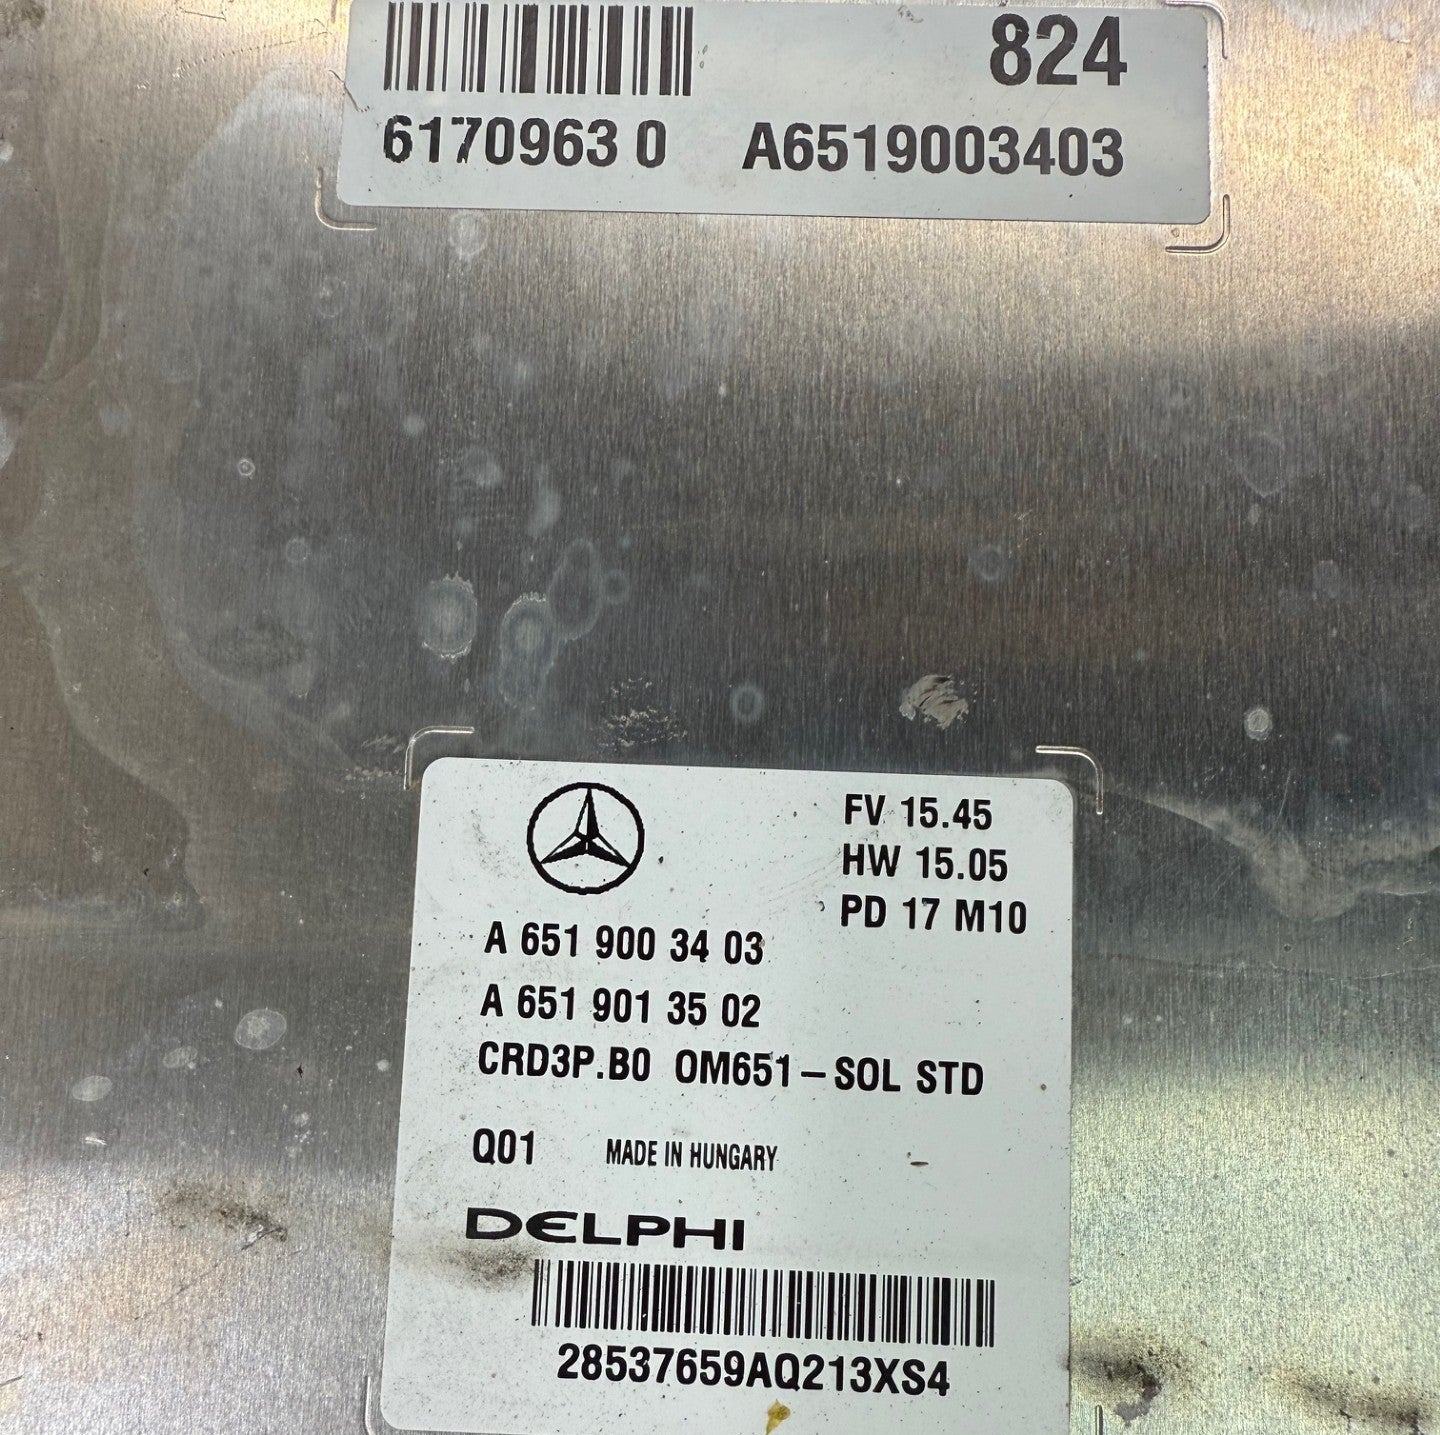 824
6170963 0 A6519003403
FV 15.45
HW 15.05
PD 17 M10
A 651 900 34 03
A 651 901 35 02
CRD3P.B0 OM651-SOL STD
Q01 MADE IN HUNGARY
DELPHI
28537659AQ213XS4